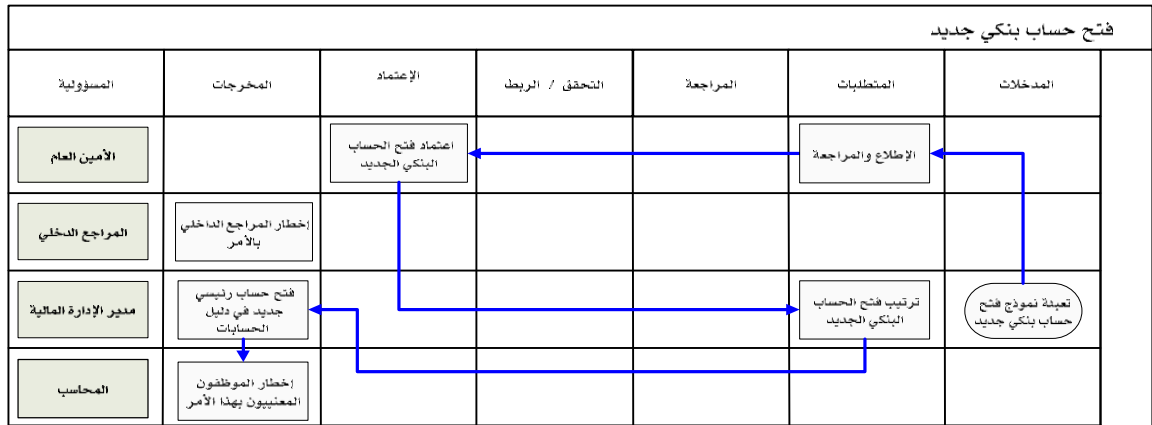 فتح حساب بنكي جديد
المدخلات
المتطلبات
المراجعة
التحقق / الربط
الإعتماد
المخرجات
المسؤولية
الإطلاع والمراجعة
اعتماد فتح الحساب
البنكي الجديد
الأمين العام
إخطار المراجع الداخلي
بالأمر
المراجع الدخلي
تعبئة نموذج فتح
حساب بنكي جديد
ترتيب فتح الحساب
البنكي الجديد
فتح حساب رئيسي
جديد في دليل
الحسابات
مدير الإدارة المالية
إخطار الموظفون
المعنييون بهذا الأمر
المحاسب